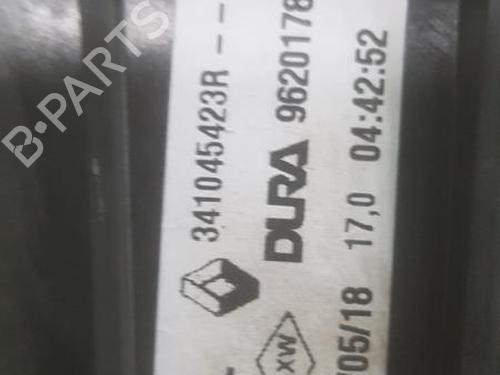 341045423R --
DURA 9620178
XW
/05/18 17,0 04:42:52
B-PARTS